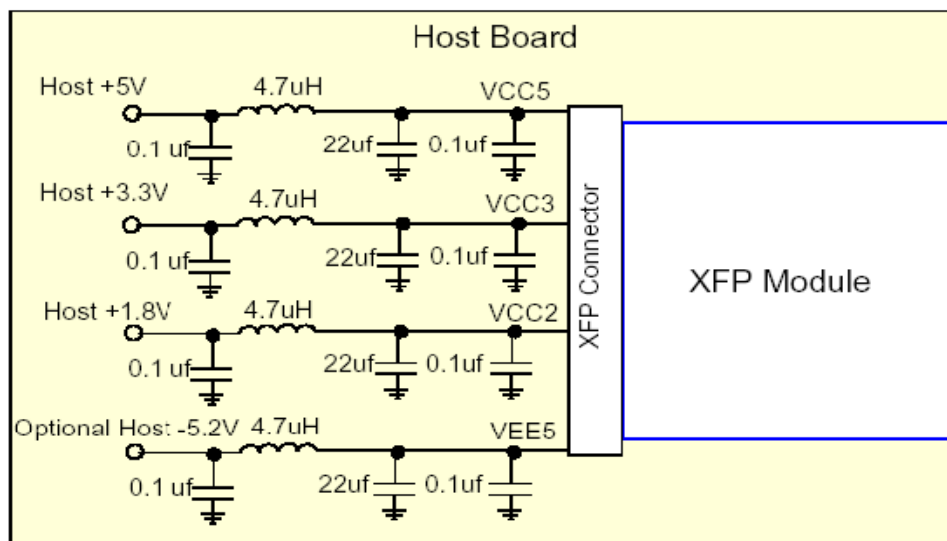 Host Board
Host +5V
4.7uH
VCC5
0.1 uf
22uf
0.1uf
Host +3.3V
4.7uH
VCC3
0.1 uf
22uf
0.1uf
Host +1.8V
4.7uH
VCC2
0.1 uf
22uf
0.1uf
Optional Host -5.2V
4.7uH
VEE5
0.1 uf
22uf
0.1uf
XFP Connector
XFP Module